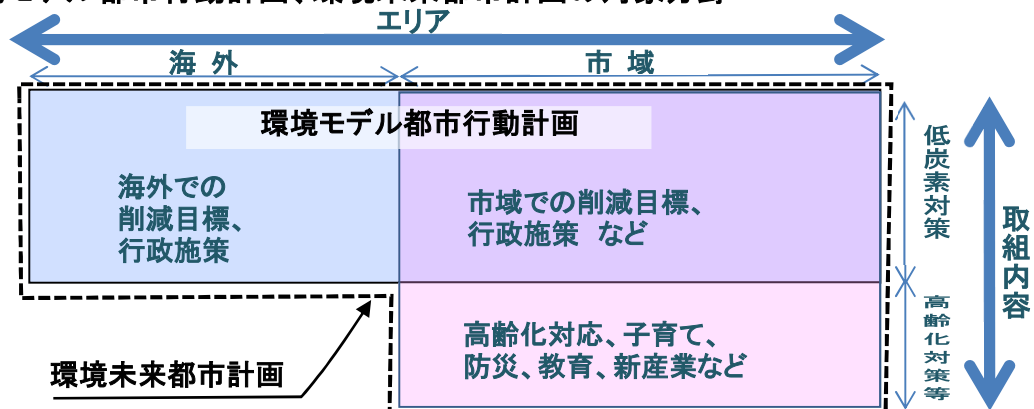 エリア
海 外
市 域
環境モデル都市行動計画
海外での
削減目標、
行政施策
市域での削減目標、
行政施策 など
低炭素対策
取組内容
高齢化対応、子育て、
防災、教育、新産業など
高齢化対策等
環境未来都市計画